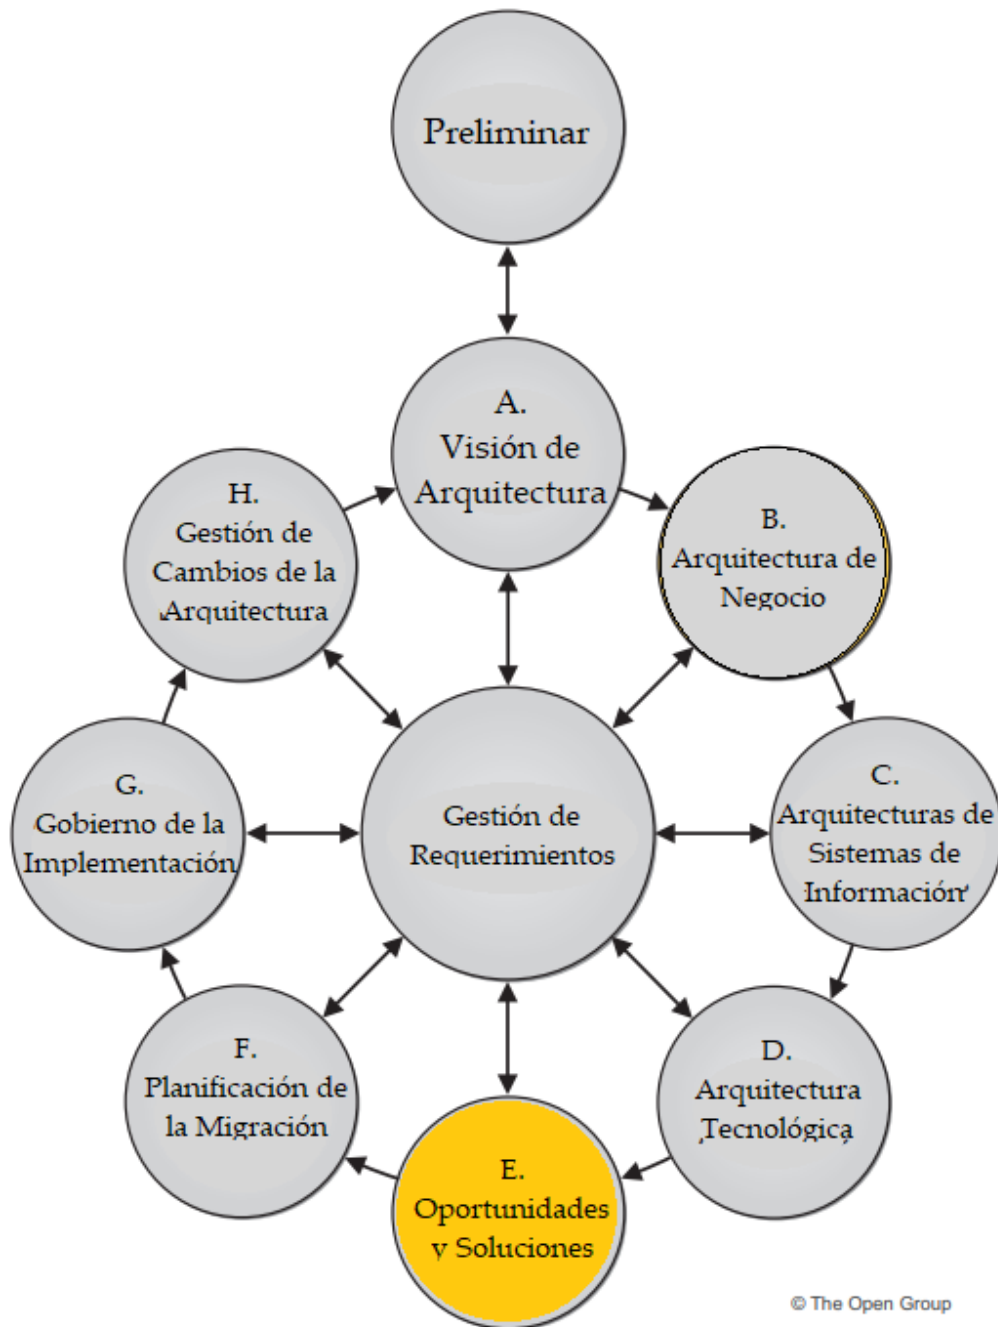 Preliminar
A.
Visión de
Arquitectura
H.
Gestión de
Cambios de la
Arquitectura
B.
Arquitectura de
Negocio
G.
Gobierno de la
Implementación
Gestión de
Requerimientos
C.
Arquitecturas de
Sistemas de
Información
F.
Planificación de
la Migración
D.
Arquitectura
Tecnológica
E.
Oportunidades
y Soluciones
© The Open Group